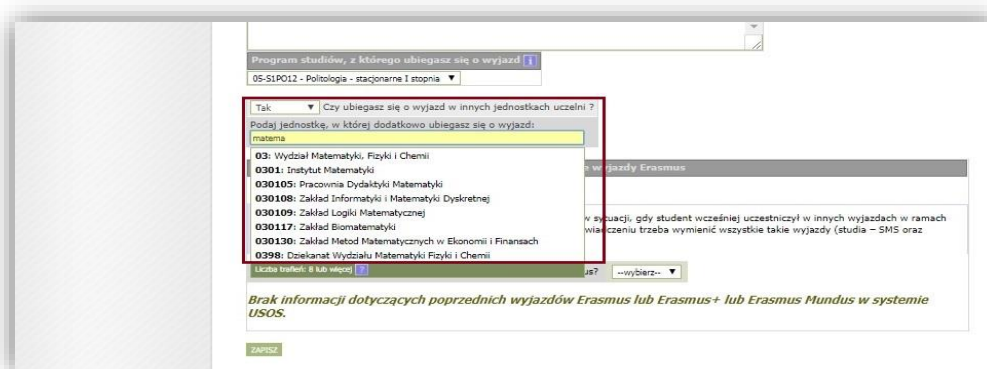 Program studiów, z którego ubiegasz się o wyjazd i
05-S1PO12 - Politologia - stacjonarne I stopnia
Tak Czy ubiegasz się o wyjazd w innych jednostkach uczelni ?
Podaj jednostkę, w której dodatkowo ubiegasz się o wyjazd:
matema
03: Wydział Matematyki, Fizyki i Chemii
wyjazdy Erasmus
0301: Instytut Matematyki
030105: Pracownia Dydaktyki Matematyki
030108: Zakład Informatyki i Matematyki Dyskretnej
030109: Zakład Logiki Matematycznej
w sytuacji, gdy student wcześniej uczestniczył w innych wyjazdach w ramach
030117: Zakład Biomatematyki
wiadczeniu trzeba wymienić wszystkie takie wyjazdy (studia – SMS oraz
030130: Zakład Metod Matematycznych w Ekonomii i Finansach
0398: Dziekanat Wydziału Matematyki Fizyki i Chemii
Liczba trafień: 8 lub więcej ?
us? --wybierz--
Brak informacji dotyczących poprzednich wyjazdów Erasmus lub Erasmus+ lub Erasmus Mundus w systemie
USOS.
ZAPISZ